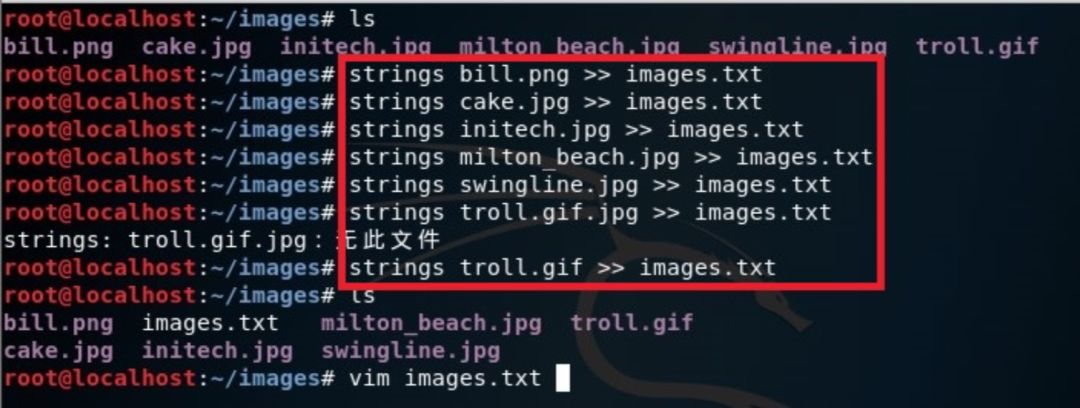 root@localhost:~/images# ls
bill.png  cake.jpg  initech.jpg  milton_beach.jpg  swingline.jpg  troll.gif
root@localhost:~/images# strings bill.png >> images.txt
root@localhost:~/images# strings cake.jpg >> images.txt
root@localhost:~/images# strings initech.jpg >> images.txt
root@localhost:~/images# strings milton_beach.jpg >> images.txt
root@localhost:~/images# strings swingline.jpg >> images.txt
root@localhost:~/images# strings troll.gif.jpg >> images.txt
strings: troll.gif.jpg：无此文件
root@localhost:~/images# strings troll.gif >> images.txt
root@localhost:~/images# ls
bill.png  images.txt   milton_beach.jpg  troll.gif
cake.jpg  initech.jpg  swingline.jpg
root@localhost:~/images# vim images.txt